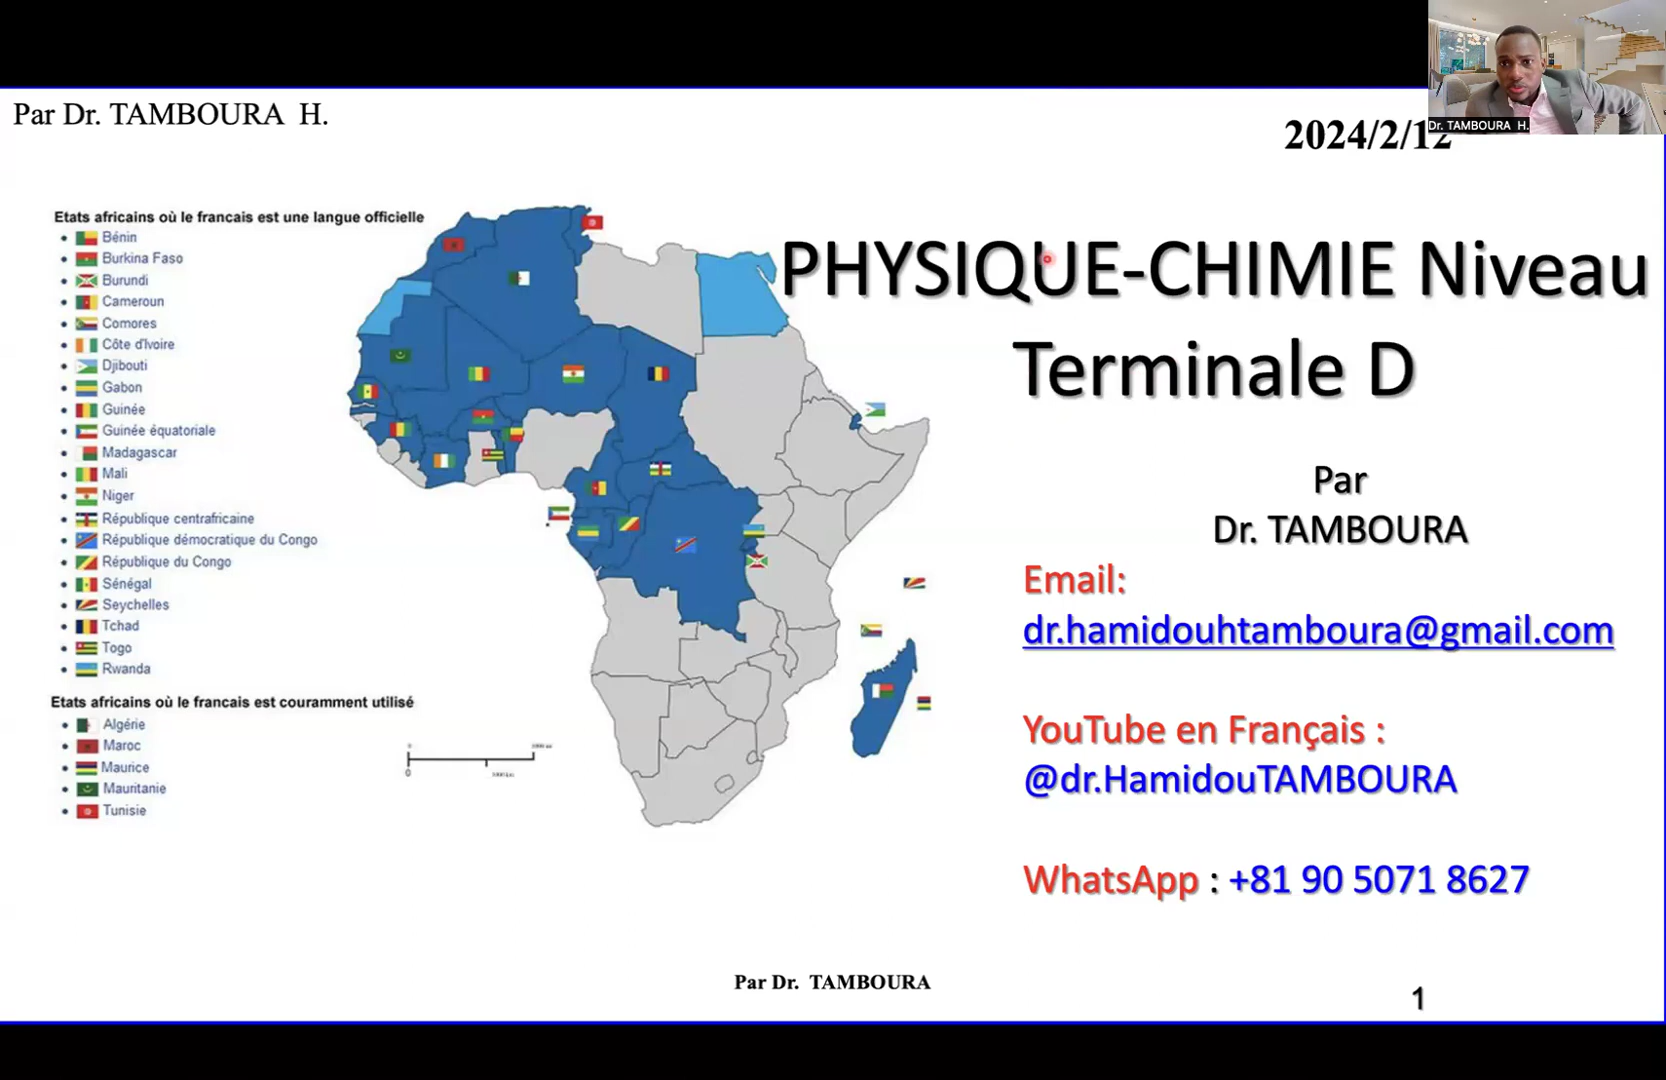 Par Dr. TAMBOURA H.
2024/2/12
Dr. TAMBOURA H.
Etats africains où le francais est une langue officielle
Bénin
Burkina Faso
Burundi
Cameroun
Comores
Côte d'Ivoire
Djibouti
Gabon
Guinée
Guinée équatoriale
Madagascar
Mali
Niger
République centrafricaine
République démocratique du Congo
République du Congo
Sénégal
Seychelles
Tchad
Togo
Rwanda
Etats africains où le francais est couramment utilisé
Algérie
Maroc
Maurice
Mauritanie
Tunisie
PHYSIQUE-CHIMIE Niveau
Terminale D
Par
Dr. TAMBOURA
Email:
dr.hamidouhtamboura@gmail.com
YouTube en Français :
@dr.HamidouTAMBOURA
WhatsApp : +81 90 5071 8627
Par Dr. TAMBOURA
1